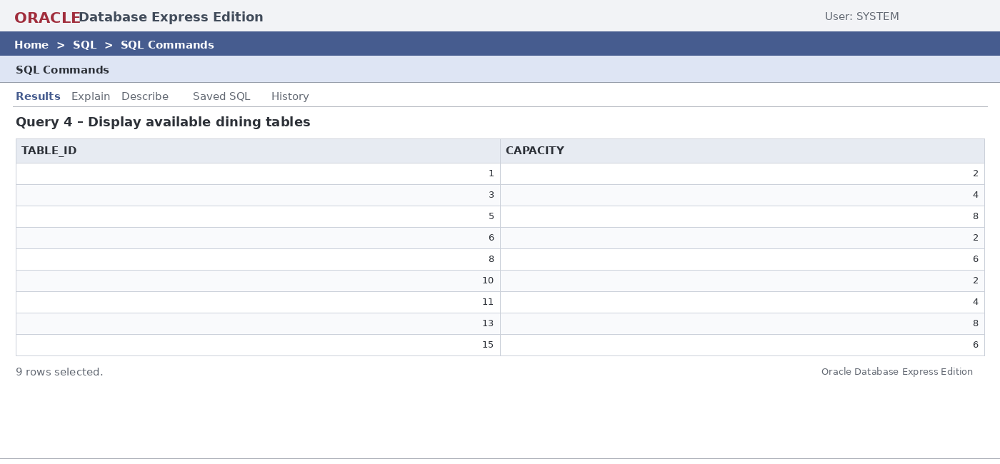 ORACLE Database Express Edition User: SYSTEM
Home > SQL > SQL Commands
SQL Commands
Results Explain Describe Saved SQL History
Query 4 – Display available dining tables
TABLE_ID CAPACITY
1 2
3 4
5 8
6 2
8 6
10 2
11 4
13 8
15 6
9 rows selected. Oracle Database Express Edition